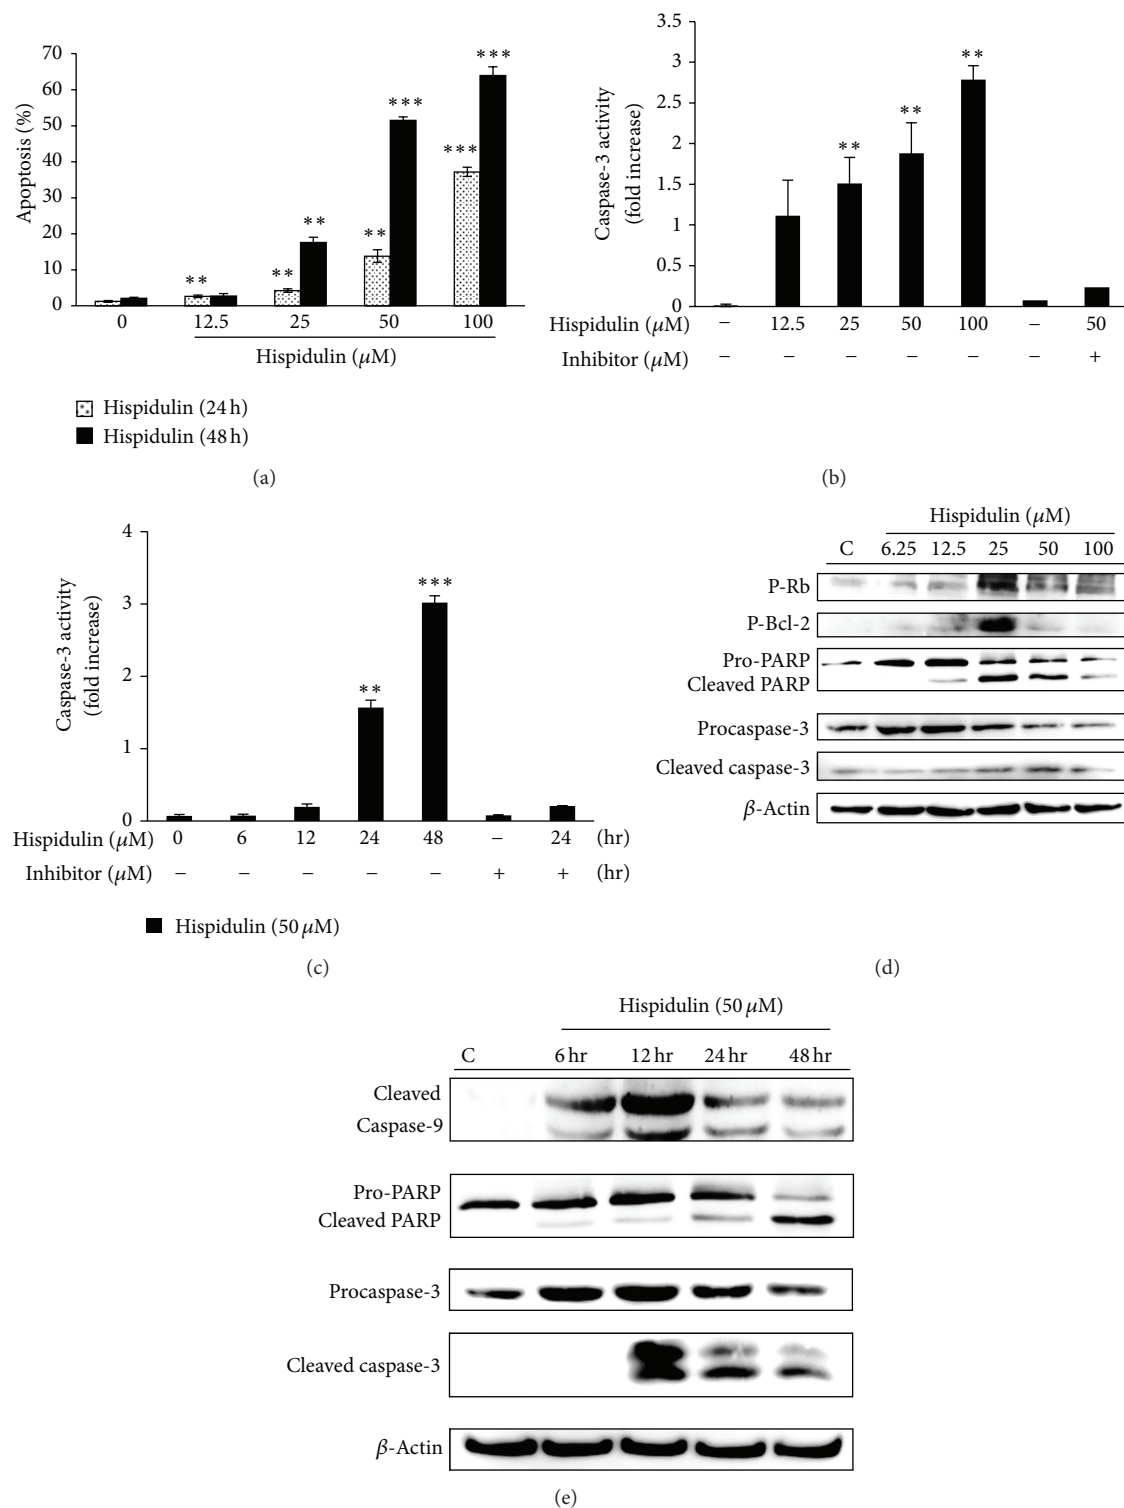 70
60
50
40
30
20
10
0
Apoptosis (%)
** ** ** ** *** *** ***
0 12.5 25 50 100
Hispidulin (μM)
Hispidulin (24 h)
Hispidulin (48 h)
(a)
3.5
3
2.5
2
1.5
1
0.5
0
Caspase-3 activity
(fold increase)
** ** **
Hispidulin (μM) − 12.5 25 50 100 − 50
Inhibitor (μM) − − − − − − +
(b)
4
3
2
1
0
Caspase-3 activity
(fold increase)
** ***
Hispidulin (μM) 0 6 12 24 48 − 24 (hr)
Inhibitor (μM) − − − − − + + (hr)
Hispidulin (50 μM)
(c)
Hispidulin (μM)
C 6.25 12.5 25 50 100
P-Rb
P-Bcl-2
Pro-PARP
Cleaved PARP
Procaspase-3
Cleaved caspase-3
β-Actin
(d)
Hispidulin (50 μM)
C 6 hr 12 hr 24 hr 48 hr
Cleaved
Caspase-9
Pro-PARP
Cleaved PARP
Procaspase-3
Cleaved caspase-3
β-Actin
(e)